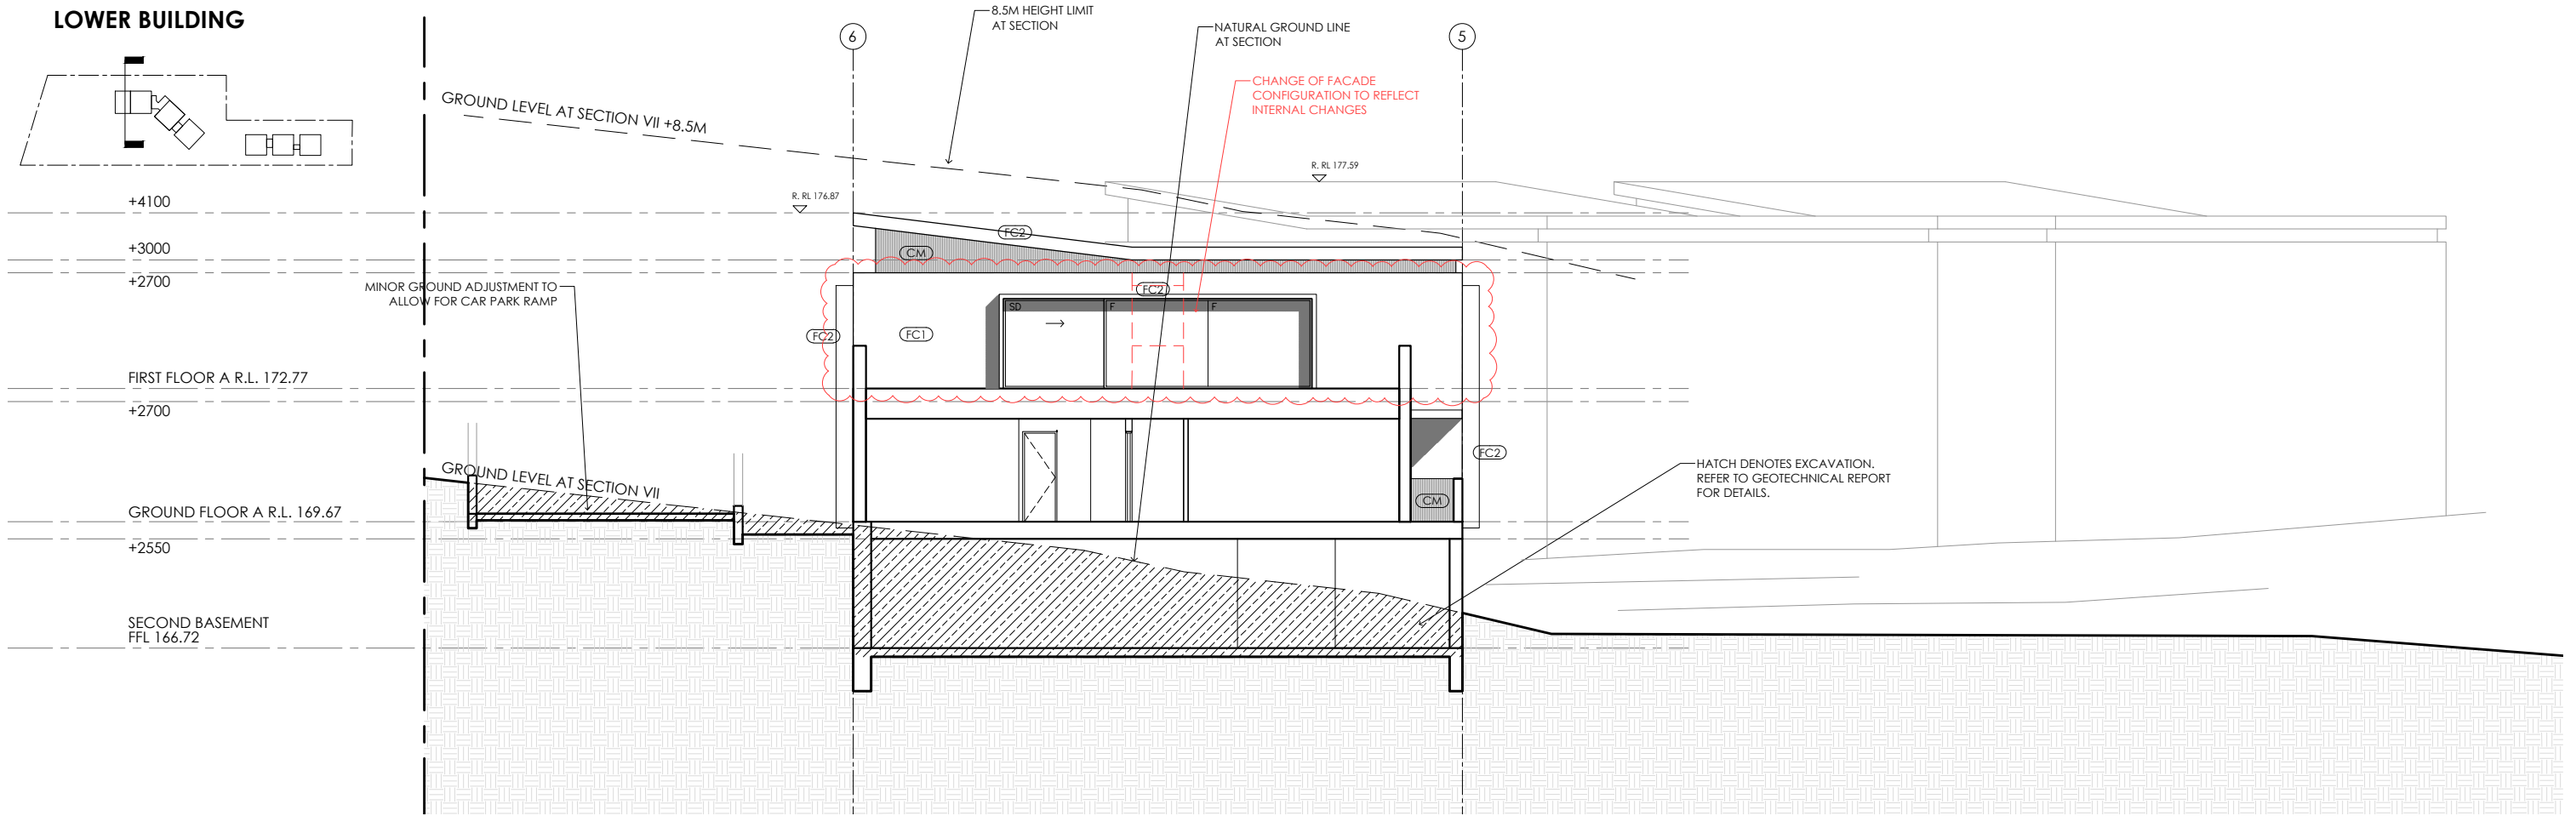 LOWER BUILDING
8.5M HEIGHT LIMIT
AT SECTION
6
NATURAL GROUND LINE
AT SECTION
5
CHANGE OF FACADE
CONFIGURATION TO REFLECT
INTERNAL CHANGES
GROUND LEVEL AT SECTION VII +8.5M
R. RL 177.59
R. RL 176.87
+4100
FC2
+3000
CM
+2700
MINOR GROUND ADJUSTMENT TO
ALLOW FOR CAR PARK RAMP
FC2
SD
F
F
FC2
FC1
FIRST FLOOR A R.L. 172.77
+2700
FC2
GROUND LEVEL AT SECTION VII
HATCH DENOTES EXCAVATION.
REFER TO GEOTECHNICAL REPORT
FOR DETAILS.
CM
GROUND FLOOR A R.L. 169.67
+2550
SECOND BASEMENT
FFL 166.72